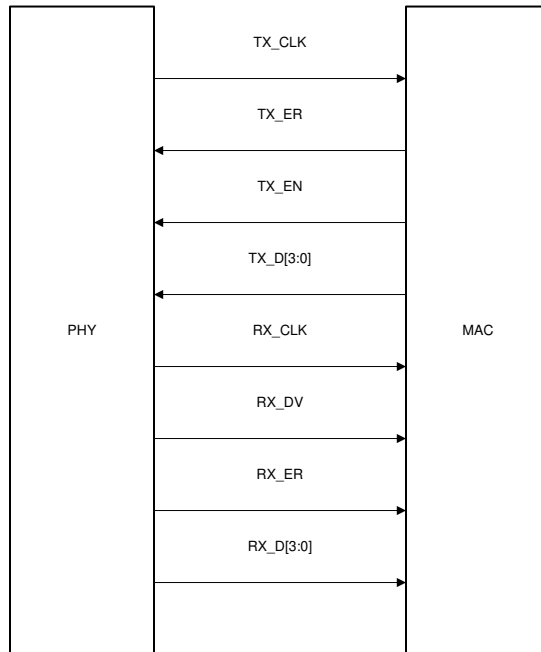 TX_CLK
TX_ER
TX_EN
TX_D[3:0]
PHY
RX_CLK
MAC
RX_DV
RX_ER
RX_D[3:0]